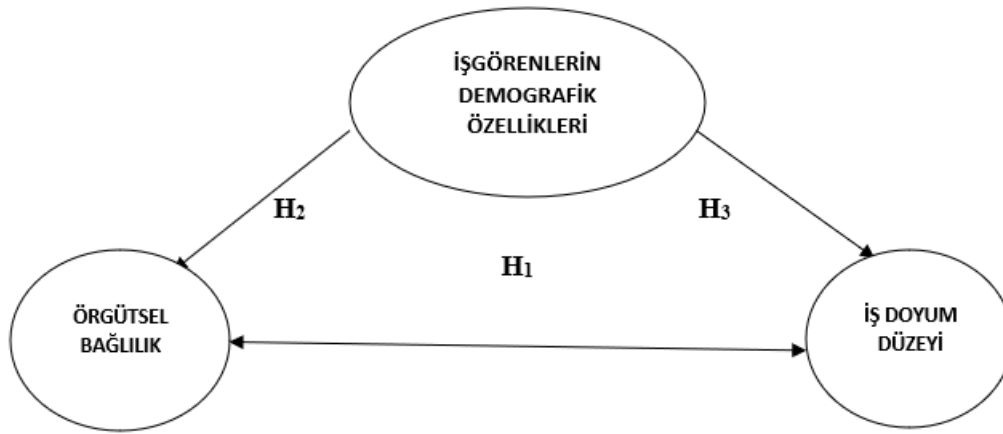 İŞGÖRENLERİN
DEMOGRAFİK
ÖZELLİKLERİ
H₂
H₃
H₁
ÖRGÜTSEL
BAĞLILIK
İŞ DOYUM
DÜZEYİ